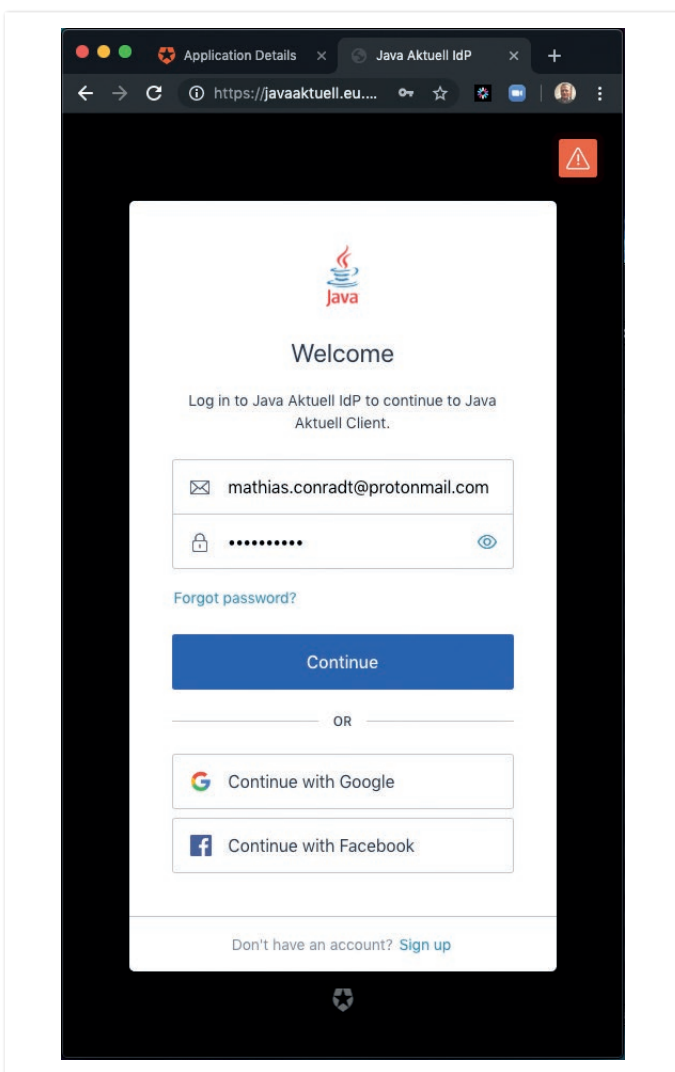 Application Details
Java Aktuell IdP
https://javaaktuell.eu....
Java
Welcome
Log in to Java Aktuell IdP to continue to Java
Aktuell Client.
mathias.conradt@protonmail.com
••••••••••
Forgot password?
Continue
OR
Continue with Google
Continue with Facebook
Don't have an account? Sign up